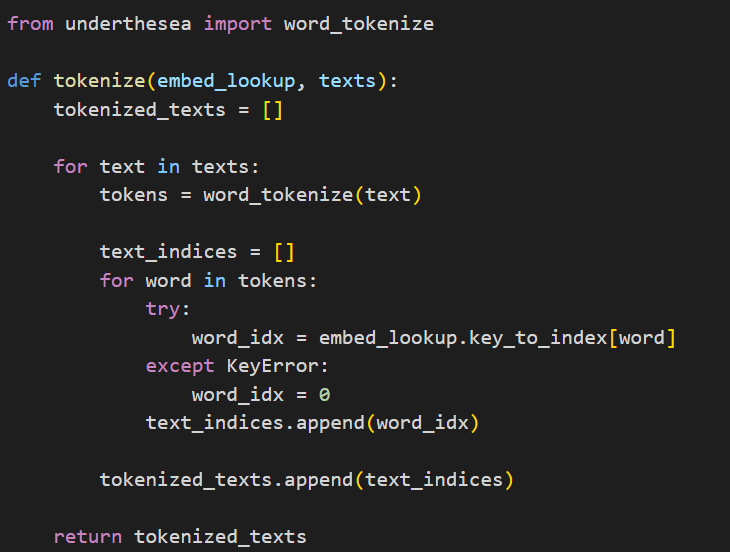 from underthesea import word_tokenize
def tokenize(embed_lookup, texts):
    tokenized_texts = []
    for text in texts:
        tokens = word_tokenize(text)
        text_indices = []
        for word in tokens:
            try:
                word_idx = embed_lookup.key_to_index[word]
            except KeyError:
                word_idx = 0
            text_indices.append(word_idx)
        tokenized_texts.append(text_indices)
    return tokenized_texts